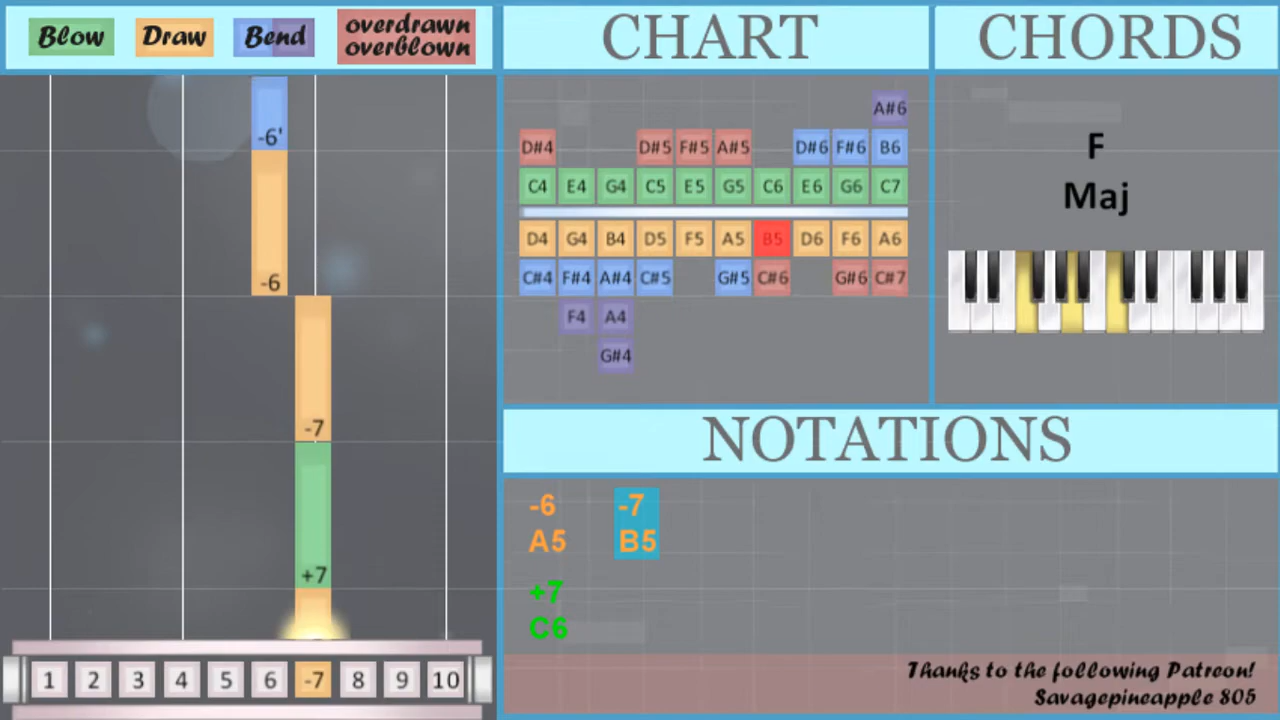 Blow Draw Bend overdrawn
overblown
CHART
CHORDS
-6'
-6
-7
+7
1 2 3 4 5 6 -7 8 9 10
A#6
D#4 D#5 F#5 A#5 D#6 F#6 B6
C4 E4 G4 C5 E5 G5 C6 E6 G6 C7
D4 G4 B4 D5 F5 A5 B5 D6 F6 A6
C#4 F#4 A#4 C#5 G#5 C#6 G#6 C#7
F4 A4
G#4
F
Maj
NOTATIONS
-6 -7
A5 B5
+7
C6
Thanks to the following Patreon!
Savagepineapple 805